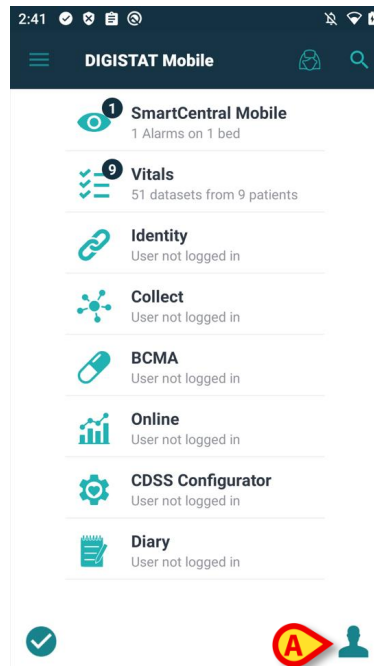 2:41
DIGISTAT Mobile
1
SmartCentral Mobile
1 Alarms on 1 bed
9
Vitals
51 datasets from 9 patients
Identity
User not logged in
Collect
User not logged in
BCMA
User not logged in
Online
User not logged in
CDSS Configurator
User not logged in
Diary
User not logged in
A